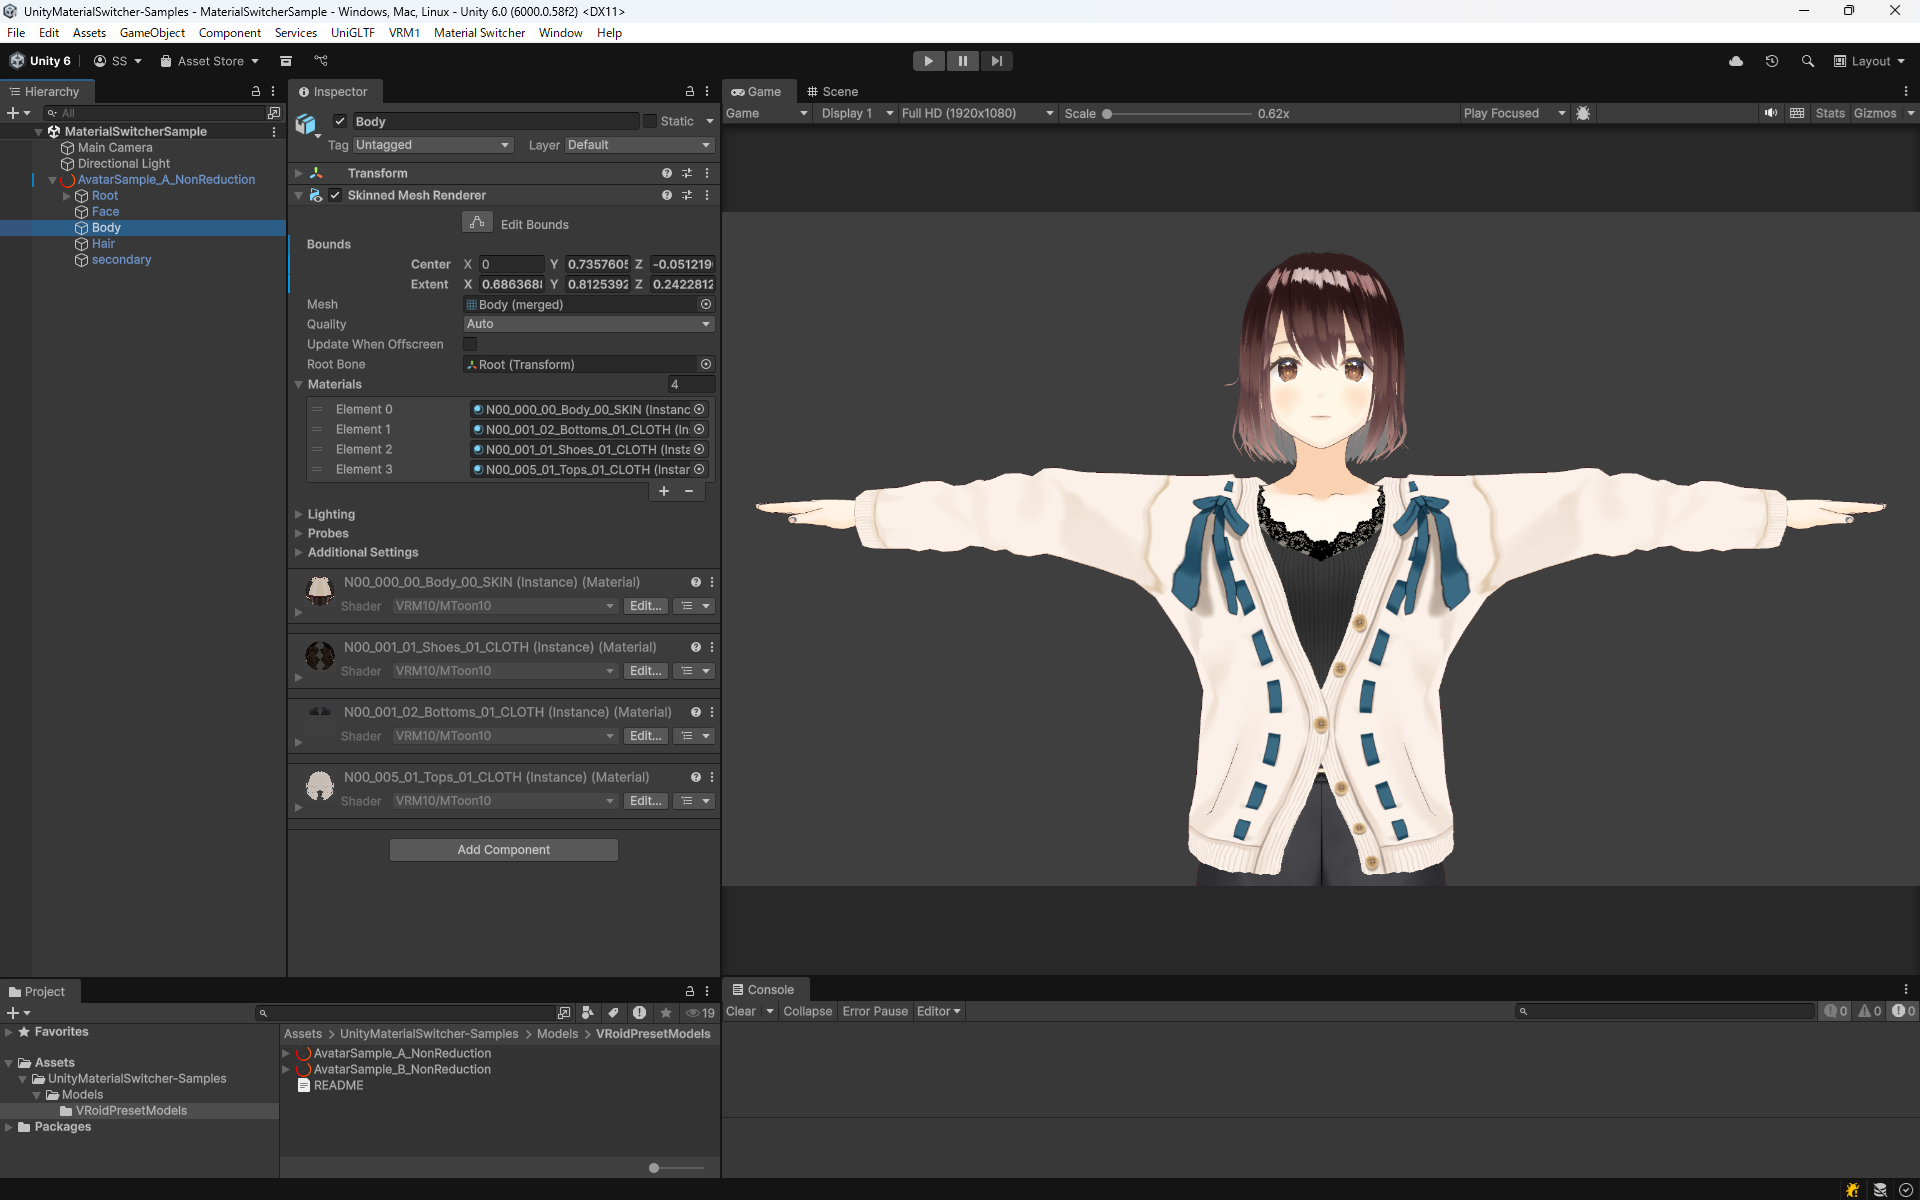 UnityMaterialSwitcher-Samples - MaterialSwitcherSample - Windows, Mac, Linux - Unity 6.0 (6000.0.58f2) <DX11>
File Edit Assets GameObject Component Services UniGLTF VRM1 Material Switcher Window Help
Unity 6 SS Asset Store Layout
Hierarchy
All
MaterialSwitcherSample
Main Camera
Directional Light
AvatarSample_A_NonReduction
Root
Face
Body
Hair
secondary
Inspector
Body Static
Tag Untagged Layer Default
Transform
Skinned Mesh Renderer
Edit Bounds
Bounds
Center X 0 Y 0.7357605 Z -0.051219
Extent X 0.686368 Y 0.8125392 Z 0.2422812
Mesh Body (merged)
Quality Auto
Update When Offscreen
Root Bone Root (Transform)
Materials 4
Element 0 N00_000_00_Body_00_SKIN (Instanc
Element 1 N00_001_02_Bottoms_01_CLOTH (In
Element 2 N00_001_01_Shoes_01_CLOTH (Insta
Element 3 N00_005_01_Tops_01_CLOTH (Instan
Lighting
Probes
Additional Settings
N00_000_00_Body_00_SKIN (Instance) (Material)
Shader VRM10/MToon10 Edit...
N00_001_01_Shoes_01_CLOTH (Instance) (Material)
Shader VRM10/MToon10 Edit...
N00_001_02_Bottoms_01_CLOTH (Instance) (Material)
Shader VRM10/MToon10 Edit...
N00_005_01_Tops_01_CLOTH (Instance) (Material)
Shader VRM10/MToon10 Edit...
Add Component
Game Scene
Game Display 1 Full HD (1920x1080) Scale 0.62x Play Focused Stats Gizmos
Project
19
Favorites
Assets
UnityMaterialSwitcher-Samples
Models
VRoidPresetModels
Packages
Assets > UnityMaterialSwitcher-Samples > Models > VRoidPresetModels
AvatarSample_A_NonReduction
AvatarSample_B_NonReduction
README
Console
Clear Collapse Error Pause Editor 0 0 0